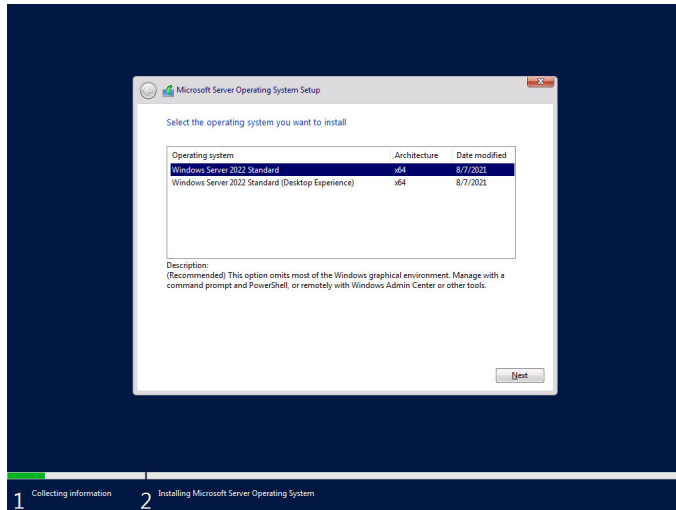 Microsoft Server Operating System Setup
Select the operating system you want to install
Operating system Architecture Date modified
Windows Server 2022 Standard x64 8/7/2021
Windows Server 2022 Standard (Desktop Experience) x64 8/7/2021
Description:
(Recommended) This option omits most of the Windows graphical environment. Manage with a
command prompt and PowerShell, or remotely with Windows Admin Center or other tools.
Next
1 Collecting information 2 Installing Microsoft Server Operating System